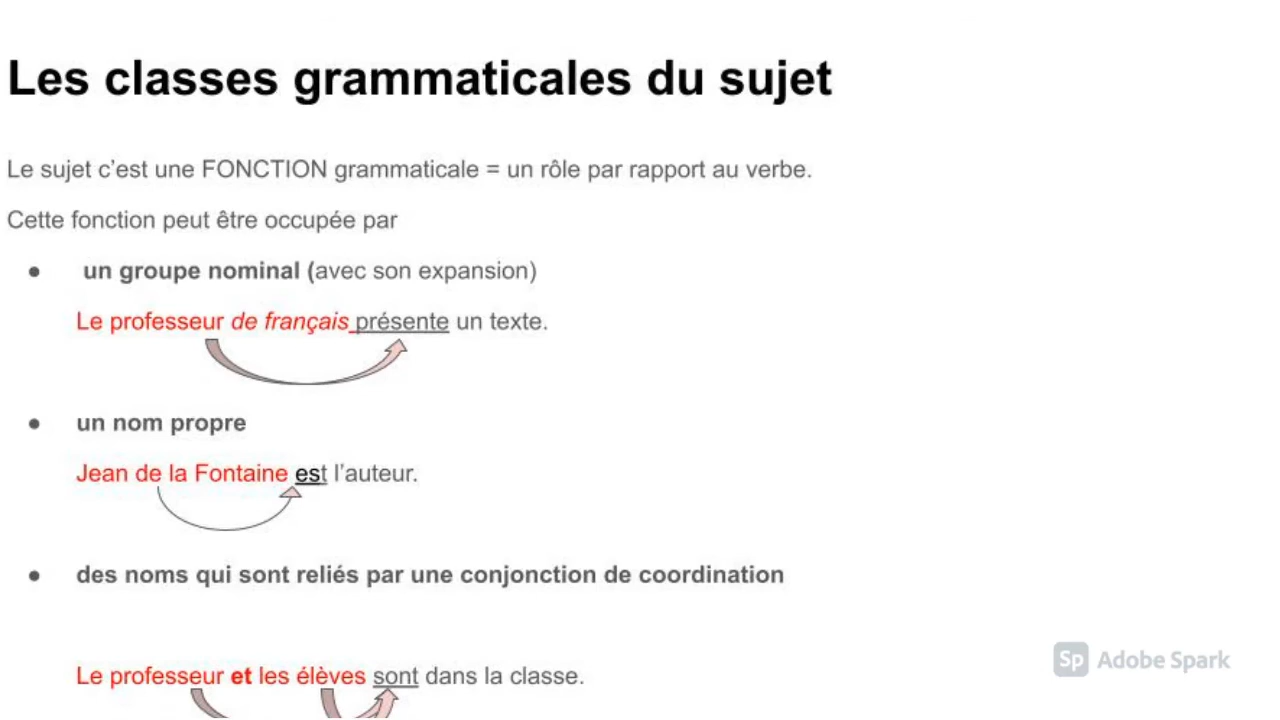 Les classes grammaticales du sujet
Le sujet c'est une FONCTION grammaticale = un rôle par rapport au verbe.
Cette fonction peut être occupée par
● un groupe nominal (avec son expansion)
Le professeur de français présente un texte.
● un nom propre
Jean de la Fontaine est l'auteur.
● des noms qui sont reliés par une conjonction de coordination
Sp Adobe Spark
Le professeur et les élèves sont dans la classe.